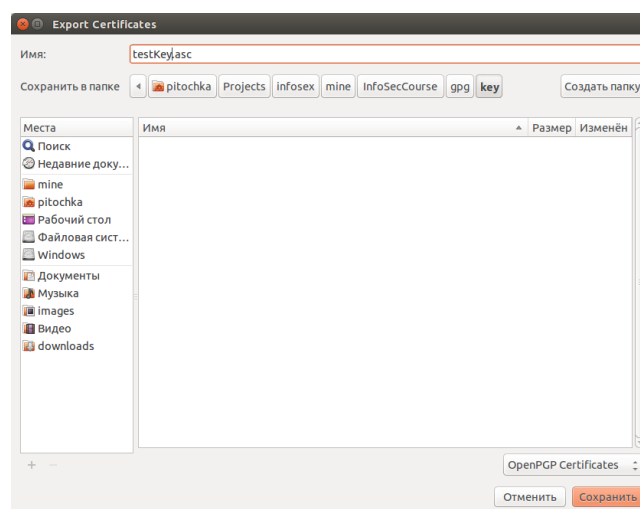 Export Certificates
Имя: testKey.asc
Сохранить в папке pitochka Projects infosex mine InfoSecCourse gpg key Создать папку
Места Имя Размер Изменён
Поиск
Недавние доку...
mine
pitochka
Рабочий стол
Файловая сист...
Windows
Документы
Музыка
images
Видео
downloads
OpenPGP Certificates
Отменить Сохранить